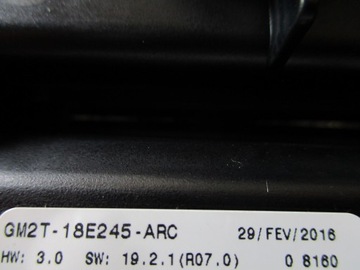 GM2T-18E245-ARC 29/FEV/2016
HW: 3.0 SW: 19.2.1(R07.0) 0 8160